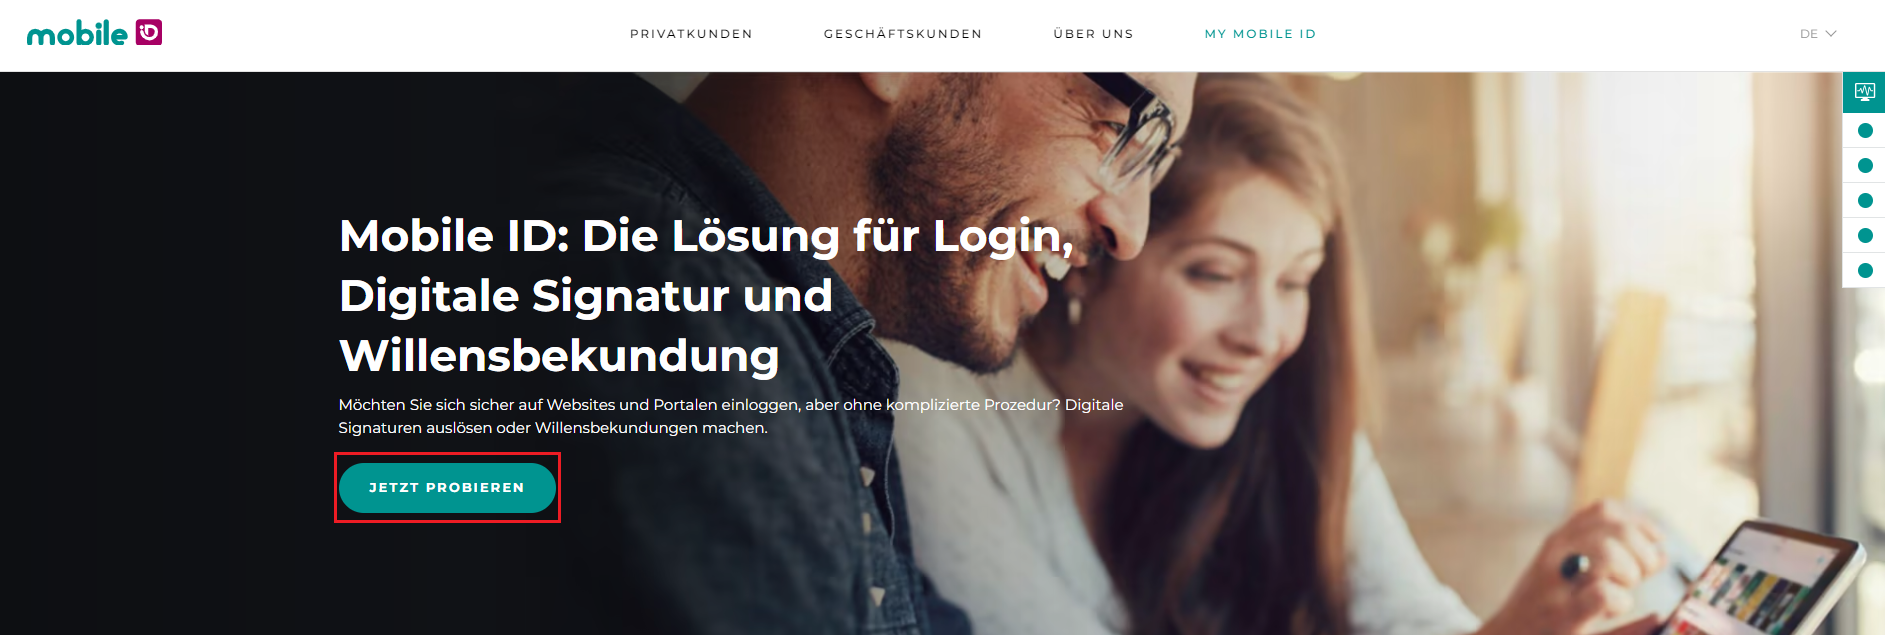 mobile iD
PRIVATKUNDEN
GESCHÄFTSKUNDEN
ÜBER UNS
MY MOBILE ID
DE
Mobile ID: Die Lösung für Login,
Digitale Signatur und
Willensbekundung
Möchten Sie sich sicher auf Websites und Portalen einloggen, aber ohne komplizierte Prozedur? Digitale
Signaturen auslösen oder Willensbekundungen machen.
JETZT PROBIEREN